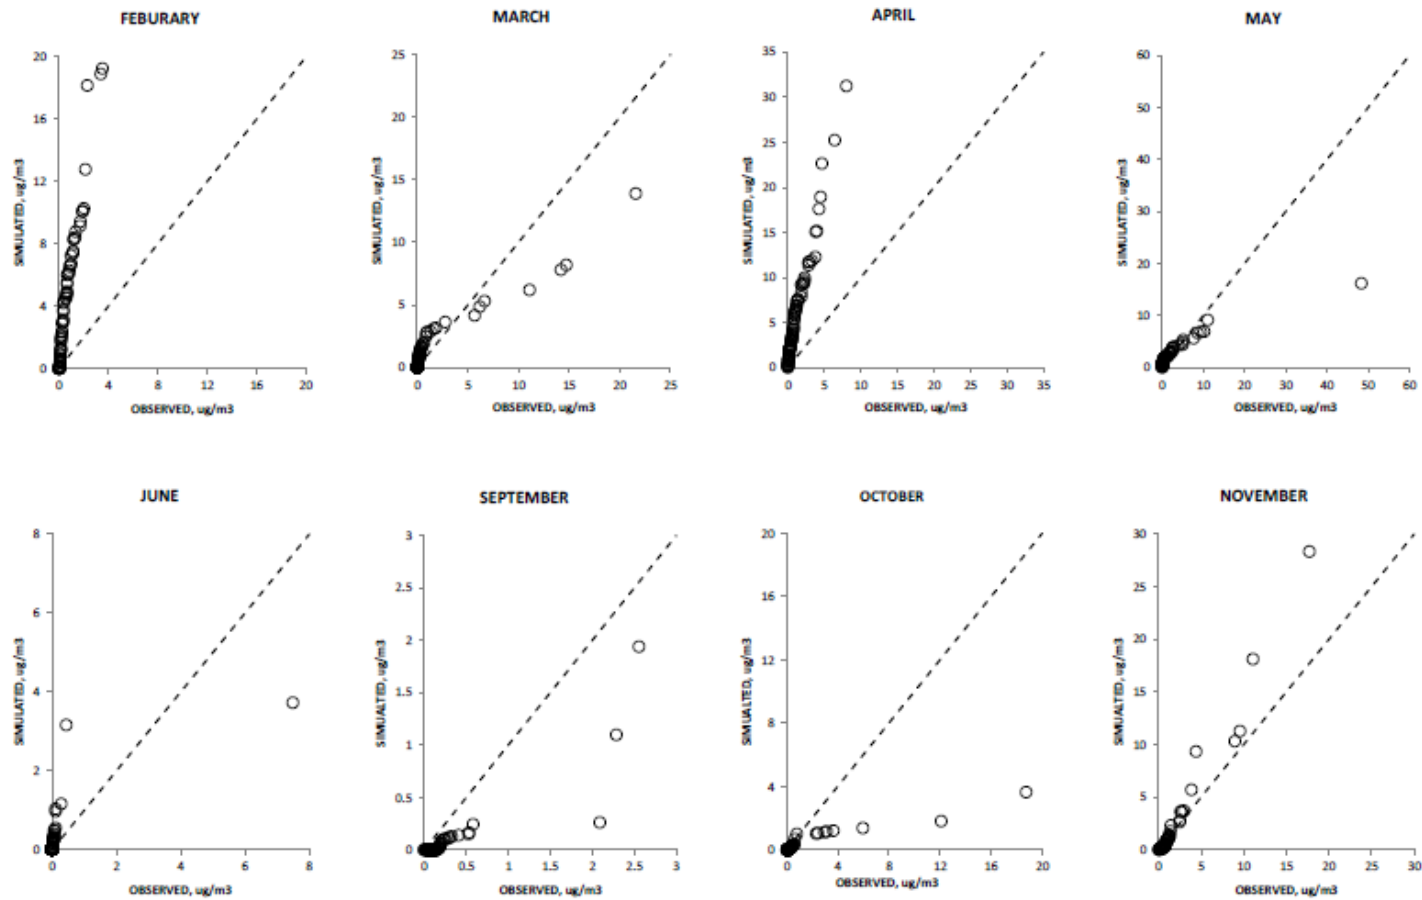 FEBURARY
20
16
12
8
4
0
SIMULATED, ug/m3
0 4 8 12 16 20
OBSERVED, ug/m3
MARCH
25
20
15
10
5
0
SIMULATED, ug/m3
0 5 10 15 20 25
OBSERVED, ug/m3
APRIL
35
30
25
20
15
10
5
0
SIMULATED, ug/m3
0 5 10 15 20 25 30 35
OBSERVED, ug/m3
MAY
60
50
40
30
20
10
0
SIMULATED, ug/m3
0 10 20 30 40 50 60
OBSERVED, ug/m3
JUNE
8
6
4
2
0
SIMULATED, ug/m3
0 2 4 6 8
OBSERVED, ug/m3
SEPTEMBER
3
2.5
2
1.5
1
0.5
0
SIMUALTED, ug/m3
0 0.5 1 1.5 2 2.5 3
OBSERVED, ug/m3
OCTOBER
20
16
12
8
4
0
SIMUALTED, ug/m3
0 4 8 12 16 20
OBSERVED, ug/m3
NOVEMBER
30
25
20
15
10
5
0
SIMUALTED, ug/m3
0 5 10 15 20 25 30
OBSERVED, ug/m3